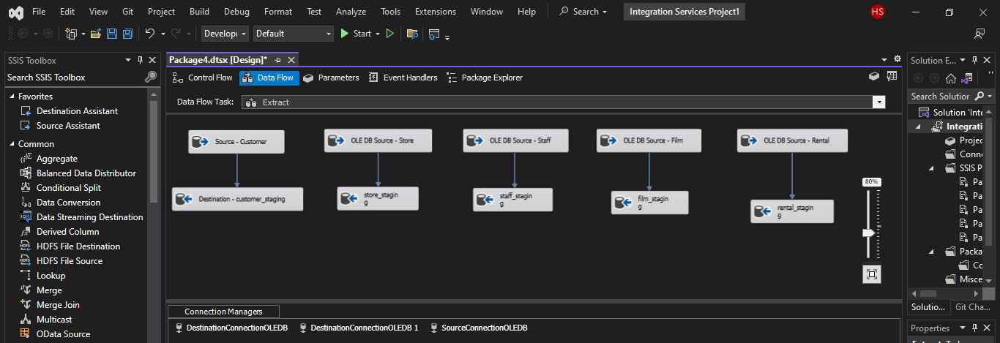 File Edit View Git Project Build Debug Format Test Analyze Tools Extensions Window Help Search Integration Services Project1 HS
Develop Default Start
SSIS Toolbox
Search SSIS Toolbox
Favorites
Destination Assistant
Source Assistant
Common
Aggregate
Balanced Data Distributor
Conditional Split
Data Conversion
Data Streaming Destination
Derived Column
HDFS File Destination
HDFS File Source
Lookup
Merge
Merge Join
Multicast
OData Source
Package4.dtsx [Design]*
Control Flow Data Flow Parameters Event Handlers Package Explorer
Data Flow Task: Extract
Source - Customer OLE DB Source - Store OLE DB Source - Staff OLE DB Source - Film OLE DB Source - Rental
Destination - customer_staging
store_stagin
g
staff_stagin
g
film_stagin
g
rental_stagin
g
80%
Connection Managers
DestinationConnectionOLEDB DestinationConnectionOLEDB 1 SourceConnectionOLEDB
Solution E...
Search Solution
Solution 'Inte
Integrati
Projec
Conne
SSIS P
Pa
Pa
Pa
Pa
Pa
Packa
Co
Misce
Solutio... Git Cha...
Properties